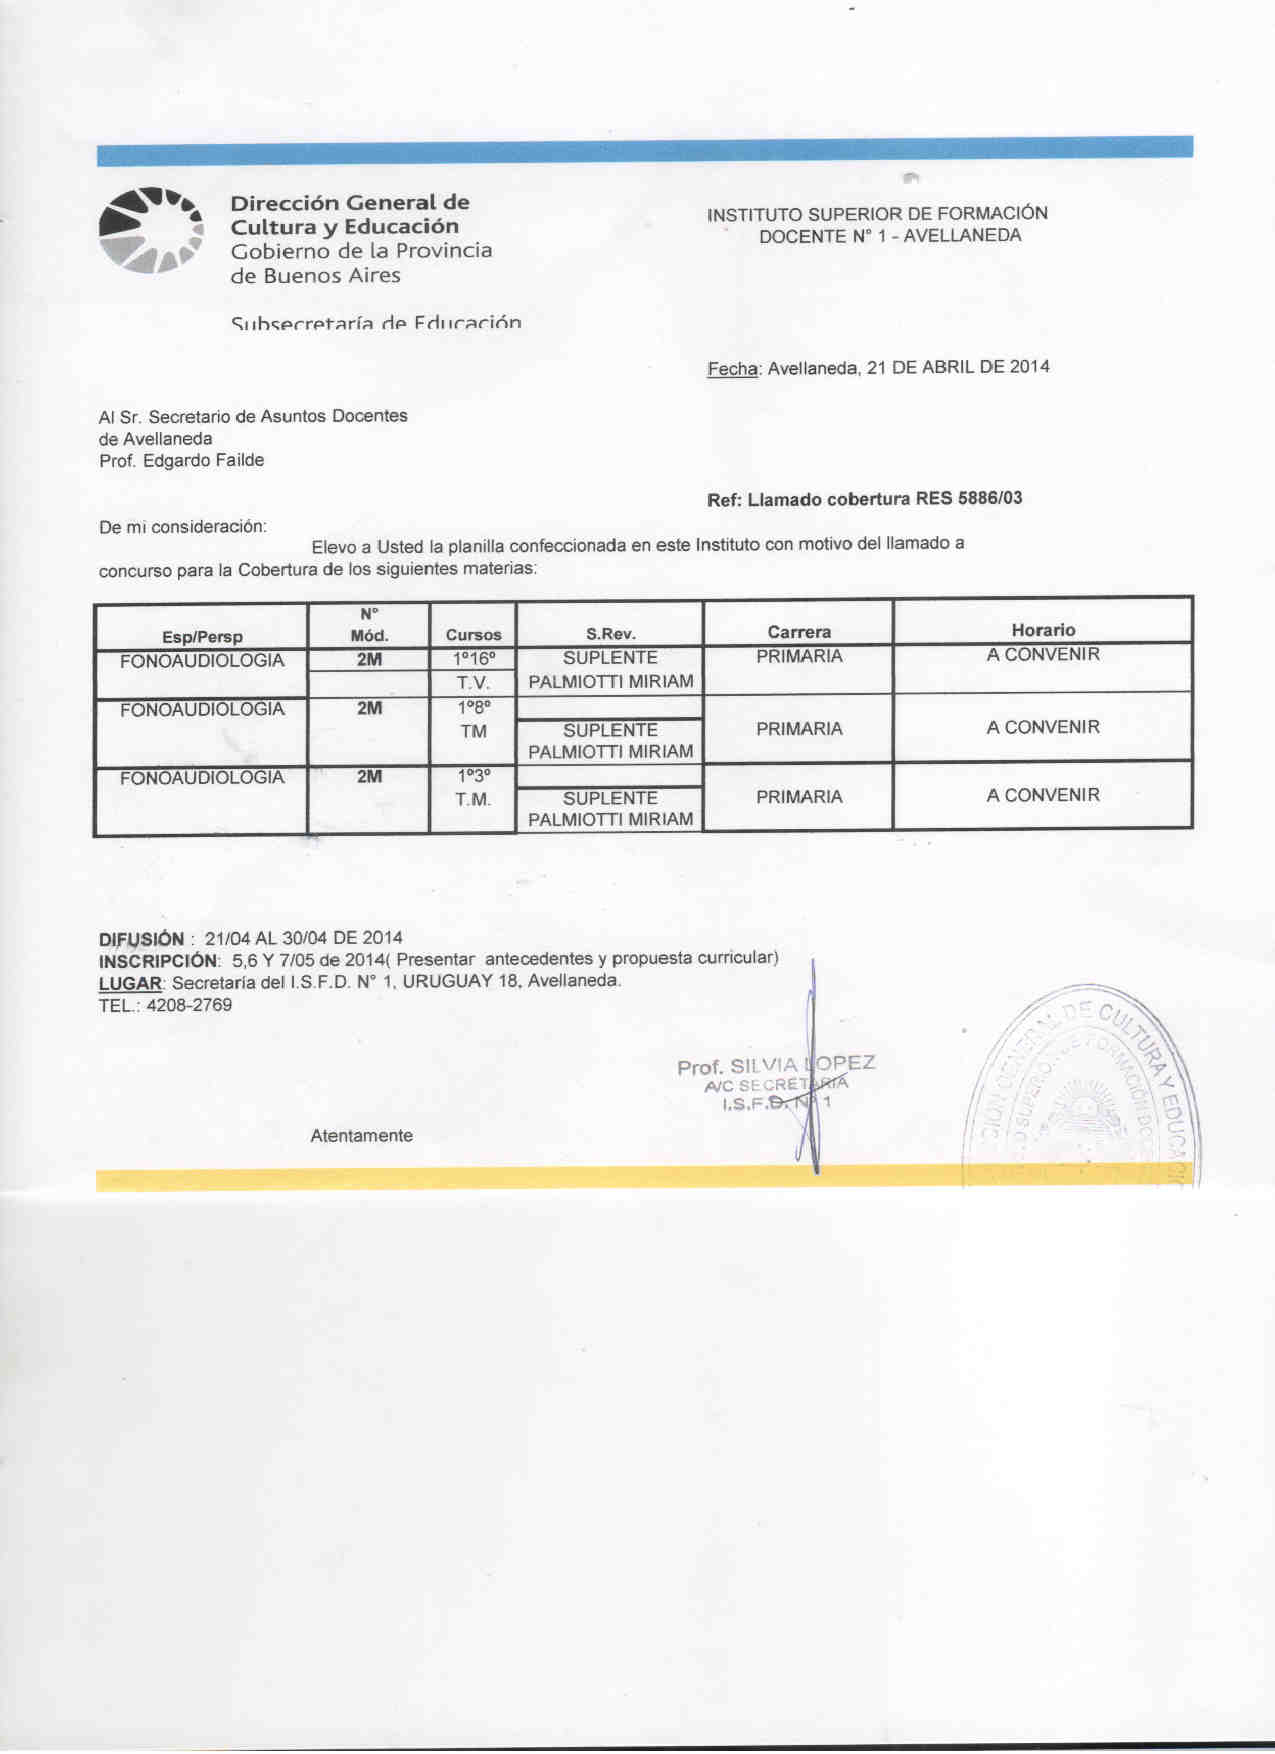 Dirección General de
Cultura y Educación
Gobierno de la Provincia
de Buenos Aires
Subsecretaría de Educación
INSTITUTO SUPERIOR DE FORMACIÓN
DOCENTE N° 1 - AVELLANEDA
Fecha: Avellaneda, 21 DE ABRIL DE 2014
Al Sr. Secretario de Asuntos Docentes
de Avellaneda
Prof. Edgardo Failde
Ref: Llamado cobertura RES 5886/03
De mi consideración:
Elevo a Usted la planilla confeccionada en este Instituto con motivo del llamado a
concurso para la Cobertura de los siguientes materias:
N°
Esp/Persp Mód. Cursos S.Rev. Carrera Horario
FONOAUDIOLOGIA 2M 1°16° SUPLENTE PRIMARIA A CONVENIR
T.V. PALMIOTTI MIRIAM
FONOAUDIOLOGIA 2M 1°8°
TM SUPLENTE PRIMARIA A CONVENIR
PALMIOTTI MIRIAM
FONOAUDIOLOGIA 2M 1°3°
T.M. SUPLENTE PRIMARIA A CONVENIR
PALMIOTTI MIRIAM
DIFUSIÓN : 21/04 AL 30/04 DE 2014
INSCRIPCIÓN: 5,6 Y 7/05 de 2014( Presentar antecedentes y propuesta curricular)
LUGAR: Secretaría del I.S.F.D. N° 1, URUGUAY 18, Avellaneda.
TEL.: 4208-2769
Prof. SILVIA LOPEZ
A/C SECRETARIA
I.S.F.D. N° 1
Atentamente
GENERAL DE CULTURA Y EDUCACIÓ
SUPERIOR DE FORMACIÓN